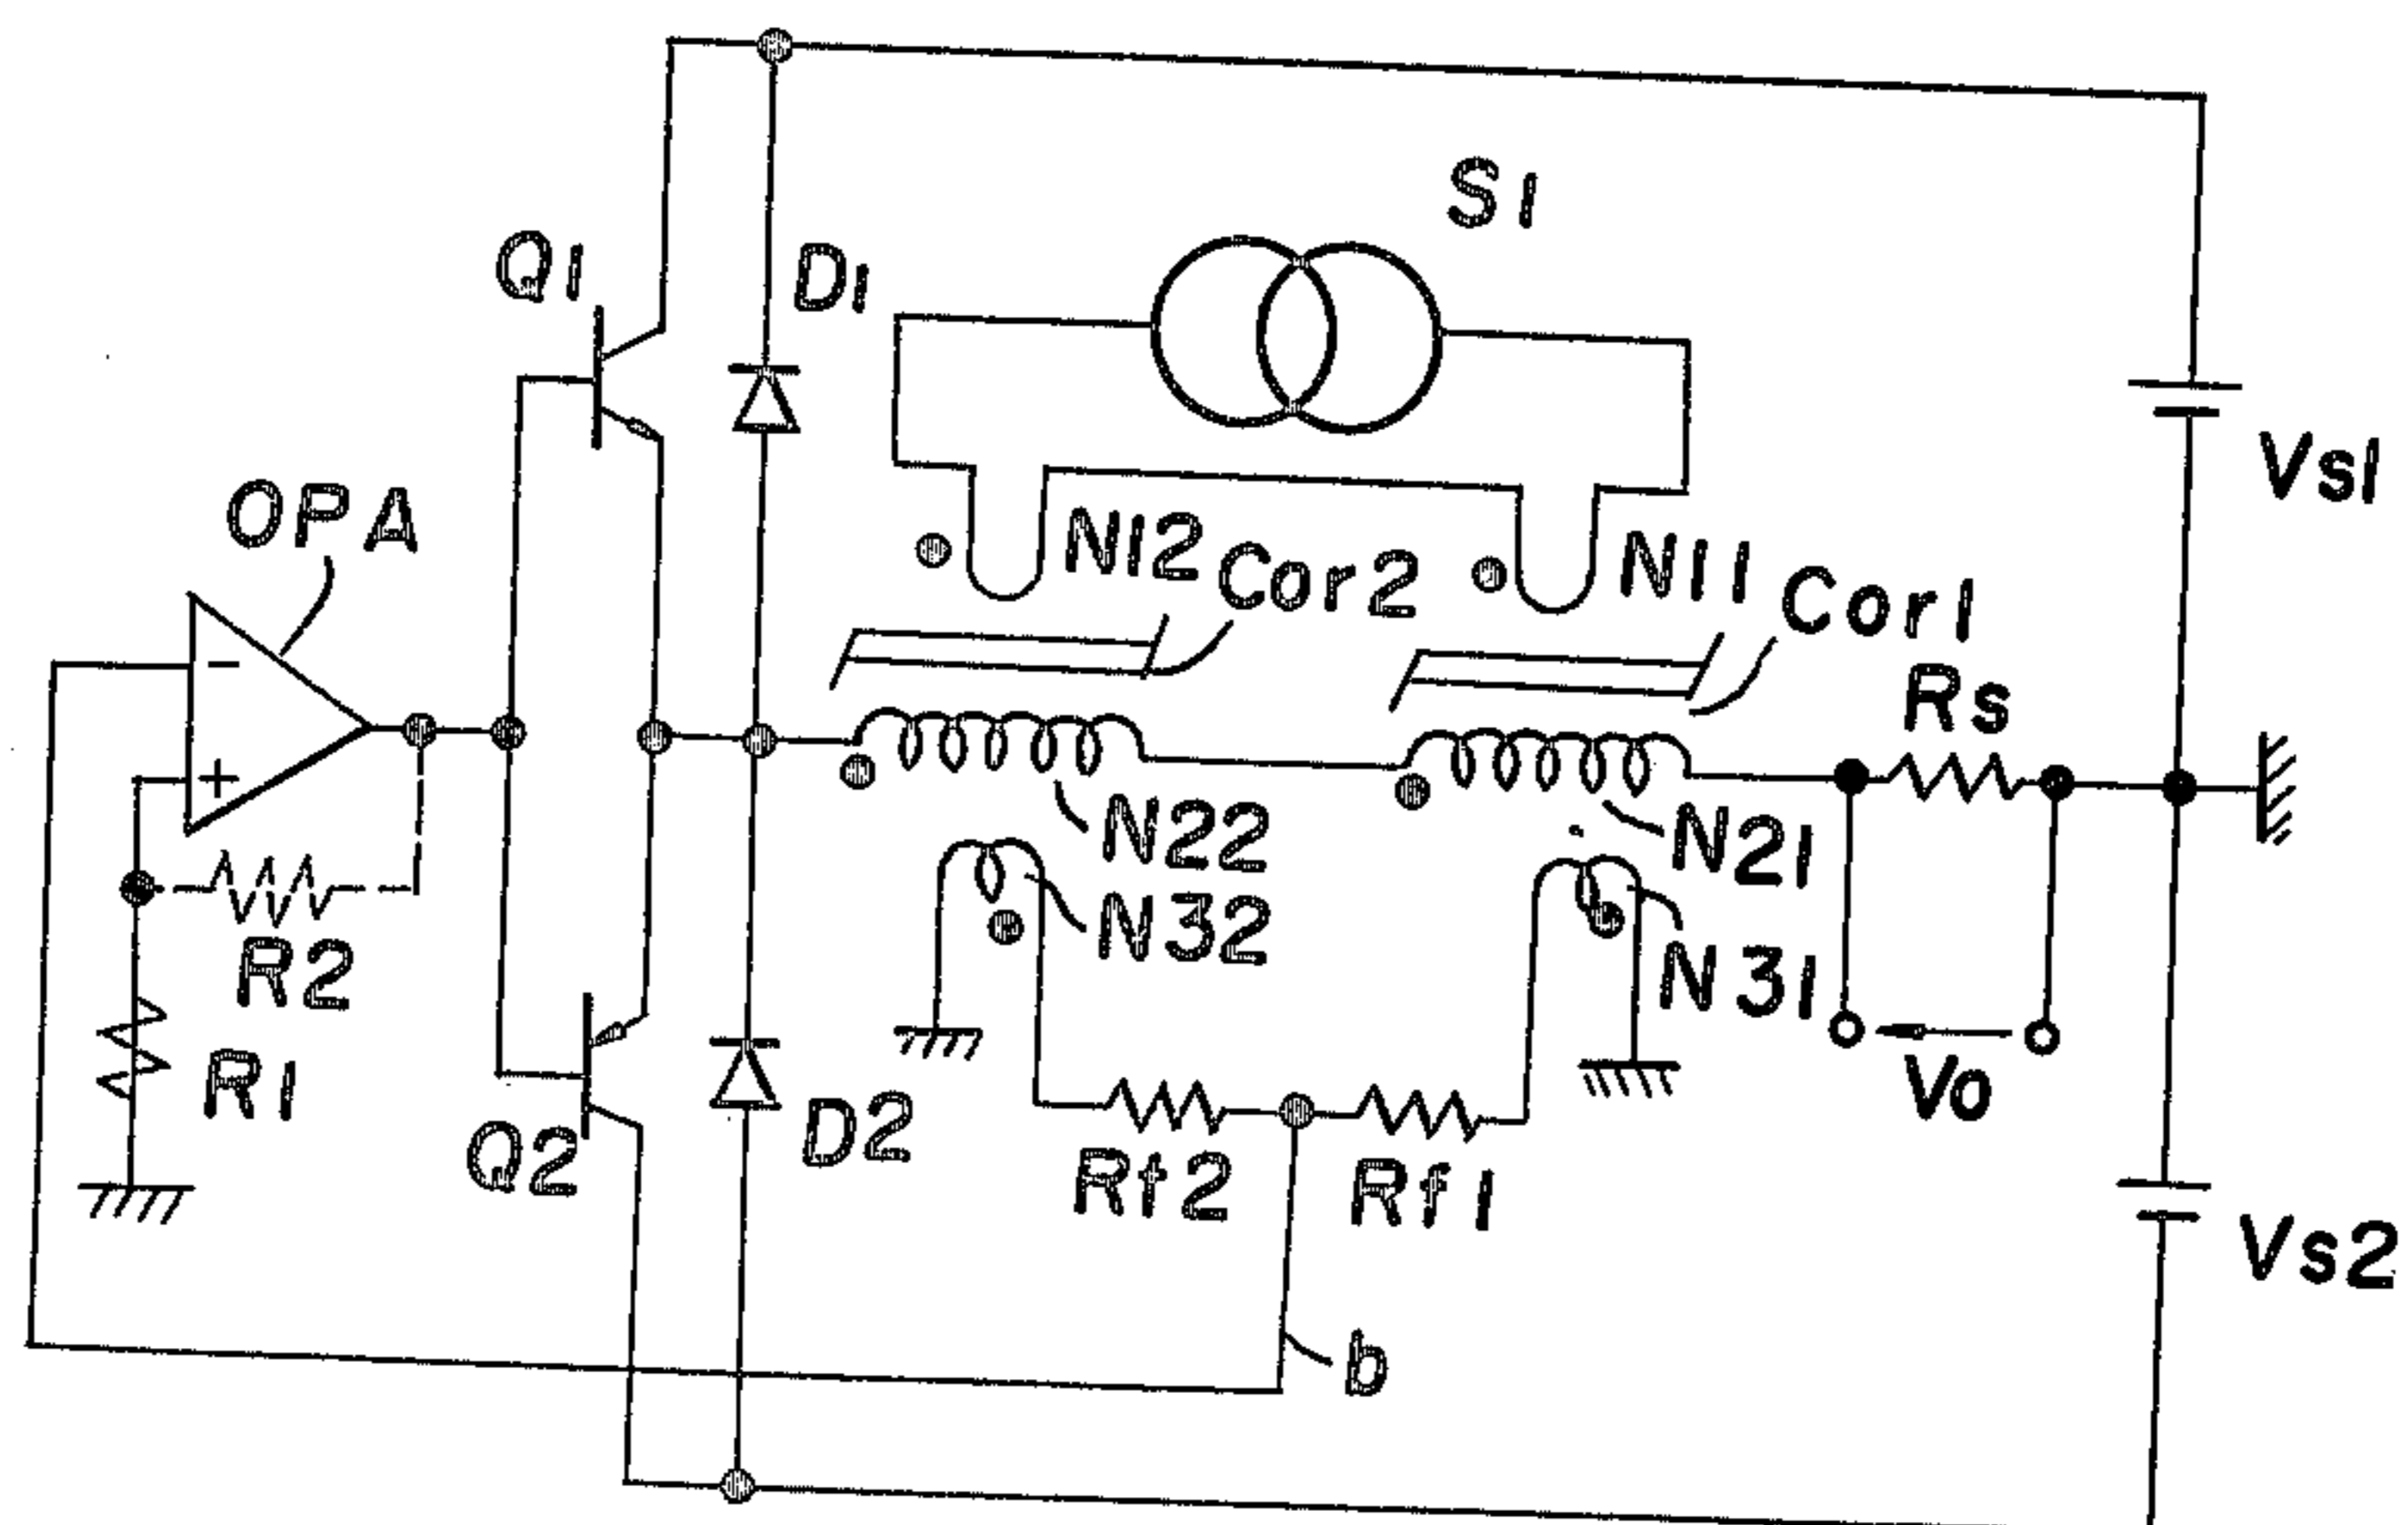 S1
Q1
D1
Vs1
OPA
N12
Cor2
N11
Cor1
Rs
-
+
N22
N21
R2
N32
N31
R1
Vo
Q2
D2
Rt2
Rf1
Vs2
b